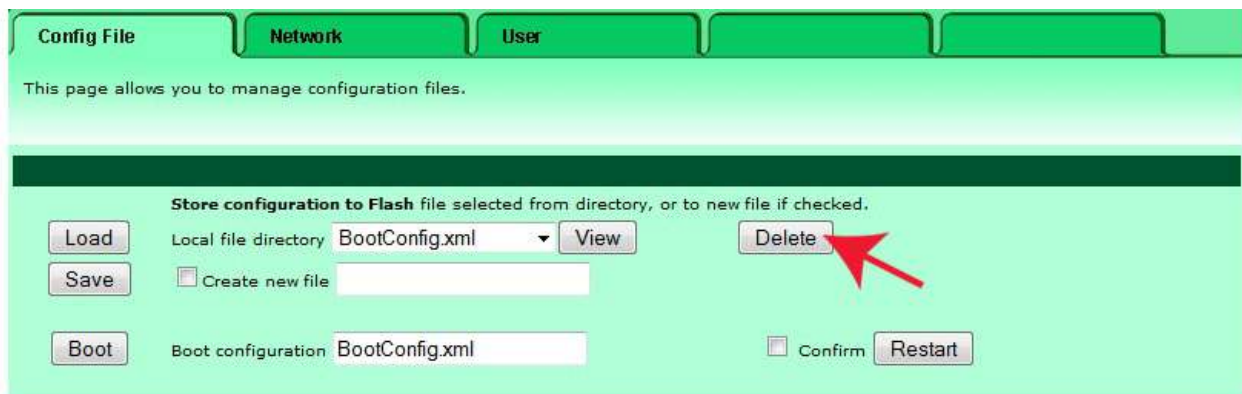 Config File Network User
This page allows you to manage configuration files.
Store configuration to Flash file selected from directory, or to new file if checked.
Load Local file directory BootConfig.xml View Delete
Save Create new file
Boot Boot configuration BootConfig.xml Confirm Restart